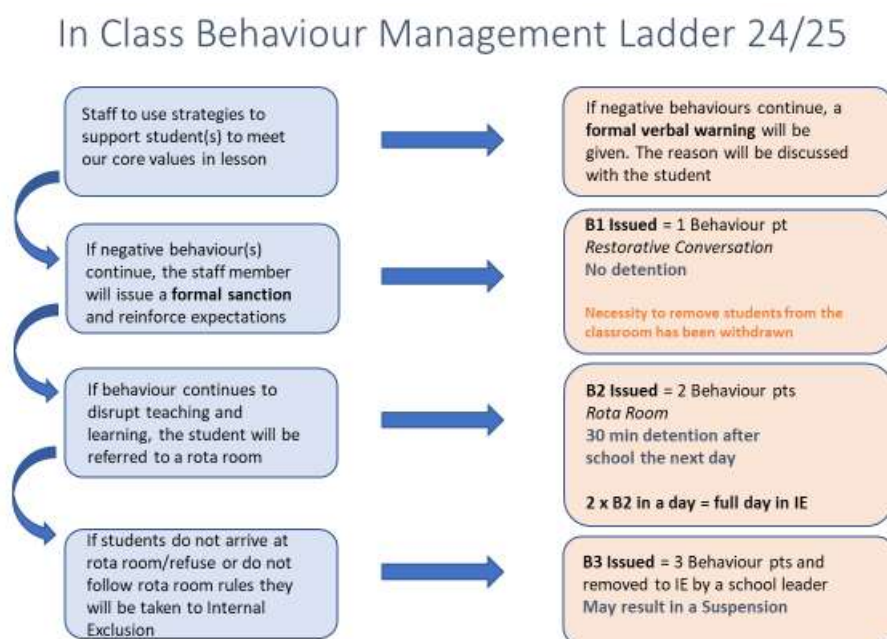 In Class Behaviour Management Ladder 24/25
Staff to use strategies to
support student(s) to meet
our core values in lesson
If negative behaviours continue, a
formal verbal warning will be
given. The reason will be discussed
with the student
If negative behaviour(s)
continue, the staff member
will issue a formal sanction
and reinforce expectations
B1 Issued = 1 Behaviour pt
Restorative Conversation
No detention
Necessity to remove students from the
classroom has been withdrawn
If behaviour continues to
disrupt teaching and
learning, the student will be
referred to a rota room
B2 Issued = 2 Behaviour pts
Rota Room
30 min detention after
school the next day
2 x B2 in a day = full day in IE
If students do not arrive at
rota room/refuse or do not
follow rota room rules they
will be taken to Internal
Exclusion
B3 Issued = 3 Behaviour pts and
removed to IE by a school leader
May result in a Suspension